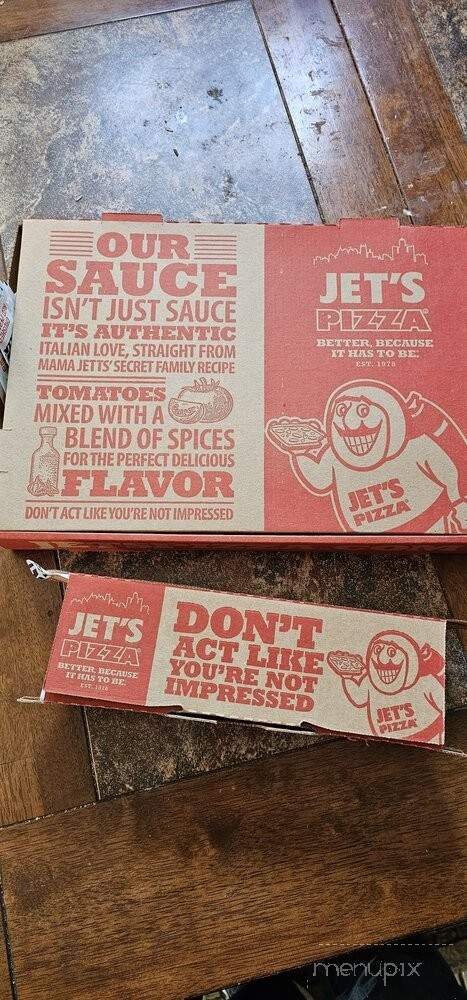 OUR
SAUCE
ISN'T JUST SAUCE
IT'S AUTHENTIC
ITALIAN LOVE, STRAIGHT FROM
MAMA JETTS' SECRET FAMILY RECIPE
TOMATOES
MIXED WITH A
BLEND OF SPICES
FOR THE PERFECT DELICIOUS
FLAVOR
DON'T ACT LIKE YOU'RE NOT IMPRESSED
JET'S
PIZZA®
BETTER, BECAUSE
IT HAS TO BE.®
EST. 1978
JET'S
PIZZA®
JET'S
PIZZA
BETTER, BECAUSE
IT HAS TO BE.
EST. 1978
DON'T
ACT LIKE
YOU'RE NOT
IMPRESSED
JET'S
PIZZA
menupix